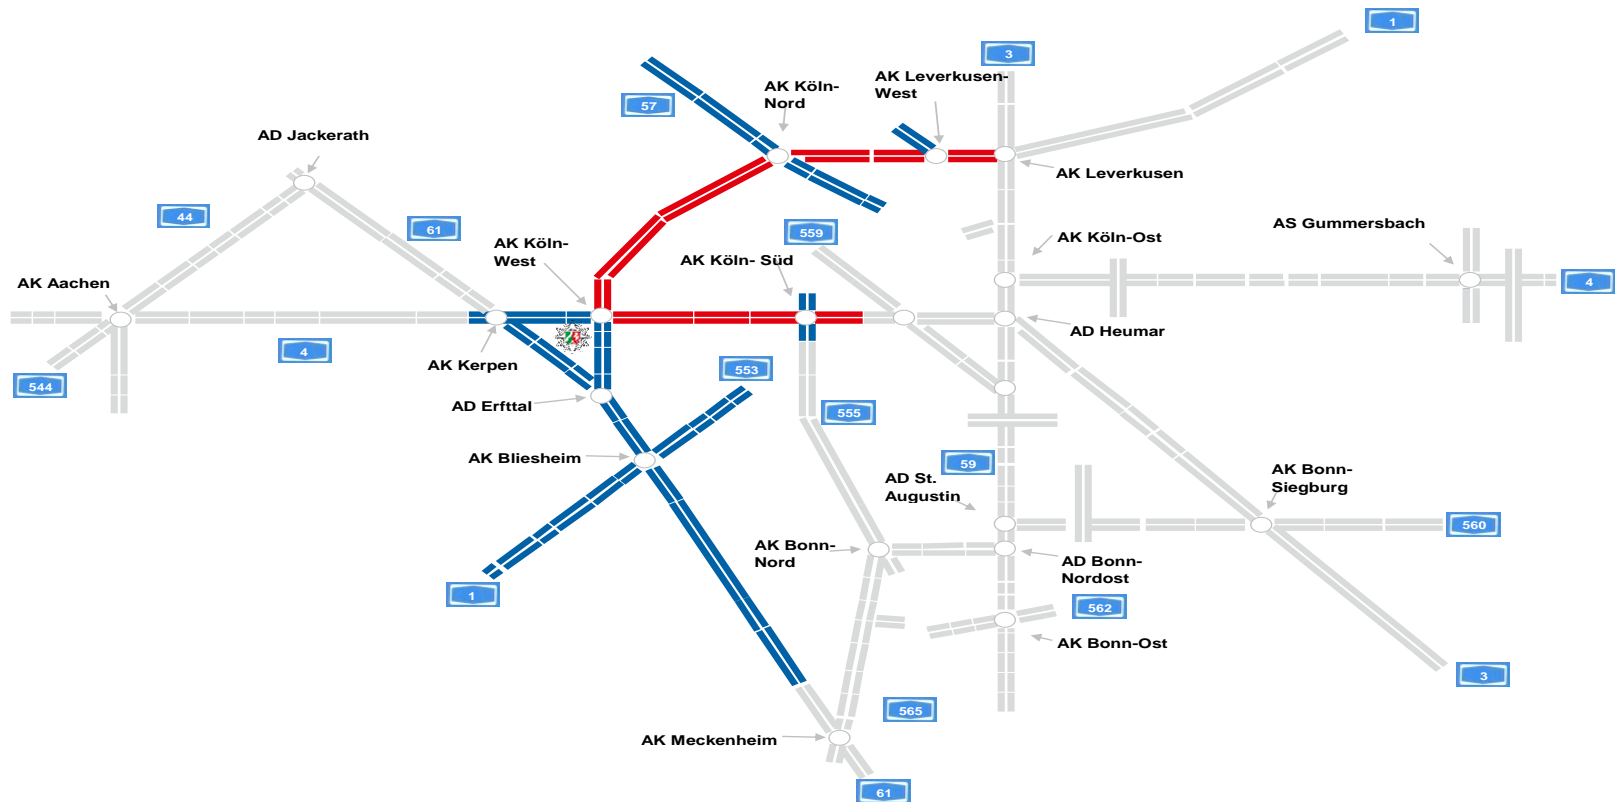 1
3
AK Leverkusen-
West
AK Köln-
Nord
57
AD Jackerath
AK Leverkusen
44
61
559
AS Gummersbach
AK Köln-Ost
AK Köln-
West
AK Köln- Süd
AK Aachen
4
AD Heumar
4
AK Kerpen
553
544
AD Erfttal
555
AK Bliesheim
59
AK Bonn-
Siegburg
AD St.
Augustin
560
AK Bonn-
Nord
AD Bonn-
Nordost
1
562
AK Bonn-Ost
3
565
AK Meckenheim
61